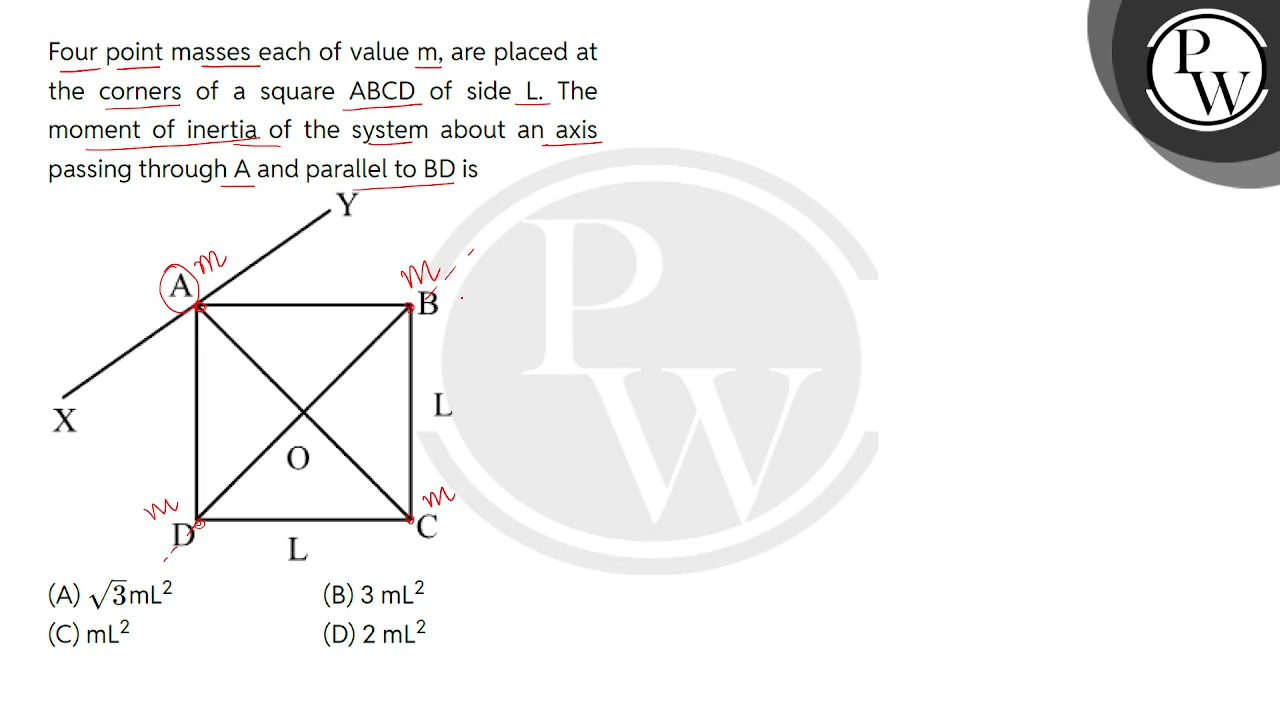 Four point masses each of value m, are placed at
the corners of a square ABCD of side L. The
moment of inertia of the system about an axis
passing through A and parallel to BD is
Y
A m
m
B
X
L
O
m
m
D
C
L
(A) √3mL² (B) 3 mL²
(C) mL² (D) 2 mL²
P
W
P
W